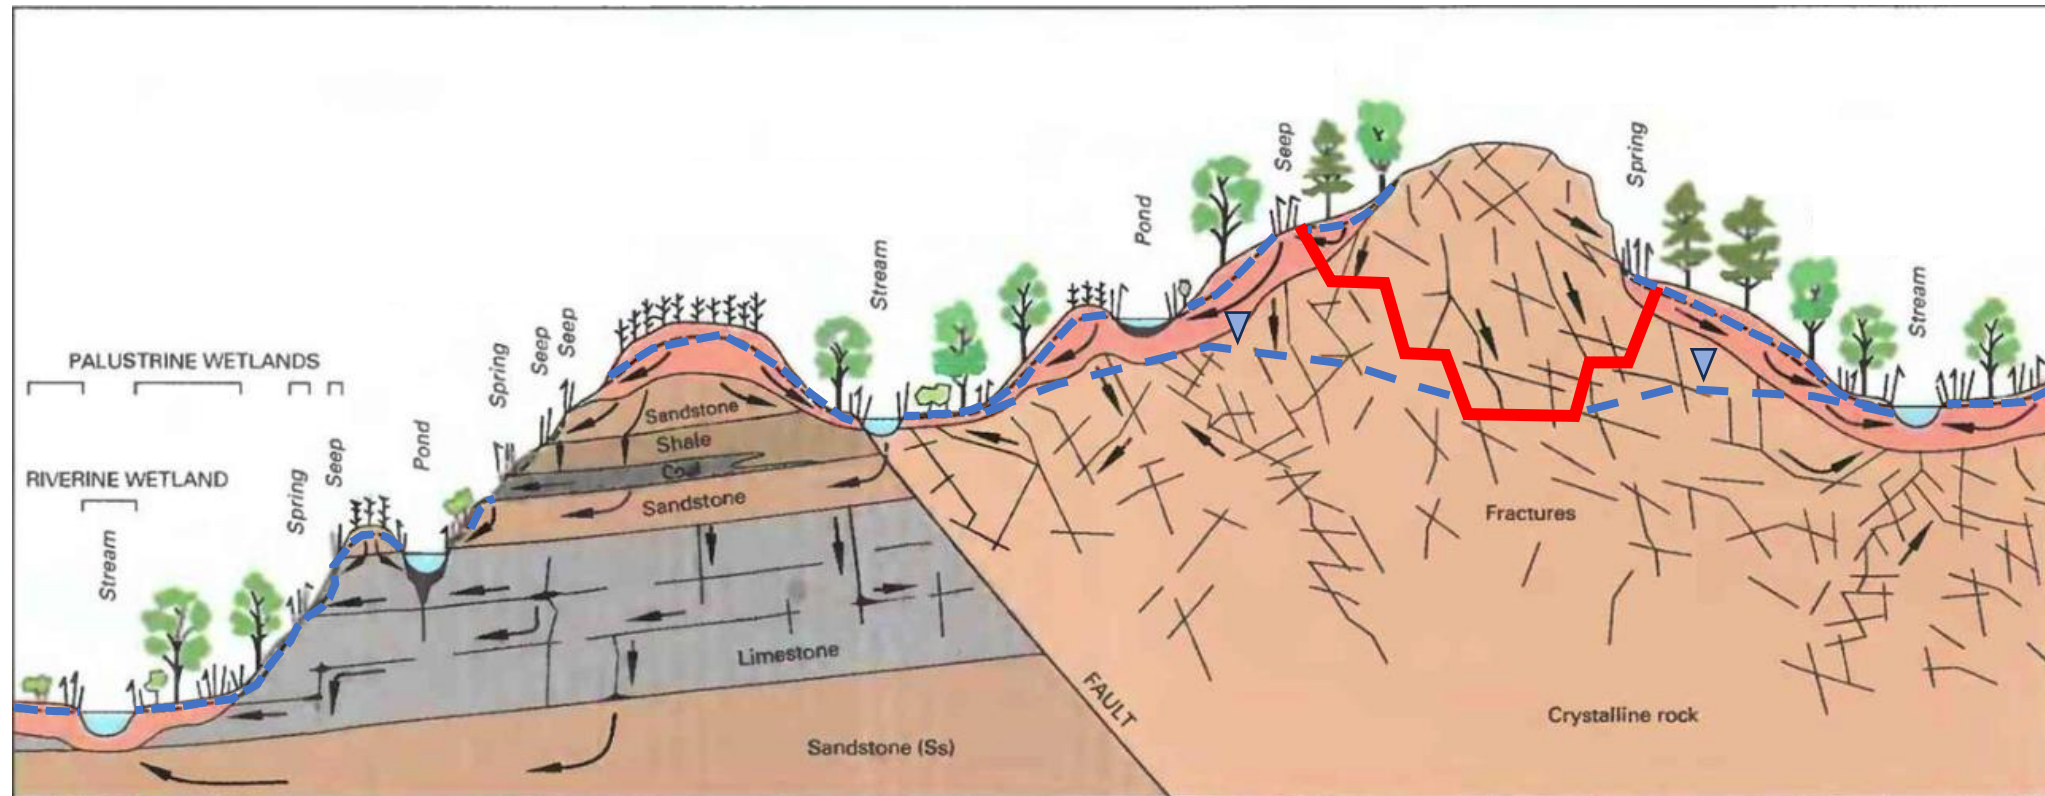 PALUSTRINE WETLANDS
RIVERINE WETLAND
Stream
Spring
Seep
Pond
Spring
Seep
Seep
Stream
Pond
Seep
Spring
Stream
Sandstone
Shale
Coal
Sandstone
Limestone
Sandstone (Ss)
FAULT
Fractures
Crystalline rock